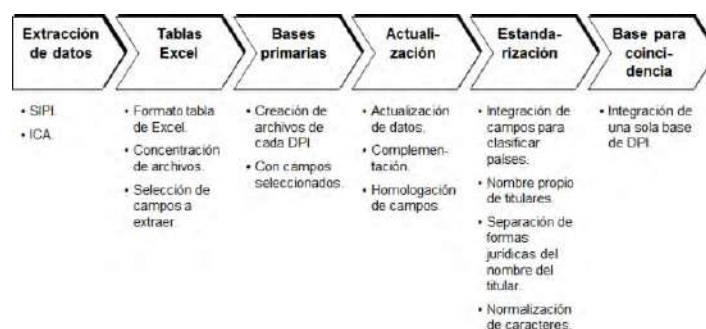 Extracción
de datos
Tablas
Excel
Bases
primarias
Actuali-
zación
Estanda-
rización
Base para
coinci-
dencia
• SIPI.
• ICA.
• Formato tabla
de Excel.
• Concentración
de archivos.
• Selección de
campos a
extraer.
• Creación de
archivos de
cada DPI
• Con campos
seleccionados.
• Actualización
de datos.
• Complemen-
tación.
• Homologación
de campos.
• Integración de
campos para
clasificar
países.
• Nombre propio
de titulares.
• Separación de
formas
jurídicas del
nombre del
titular.
• Normalización
de caracteres.
• Integración de
una sola base
de DPI.